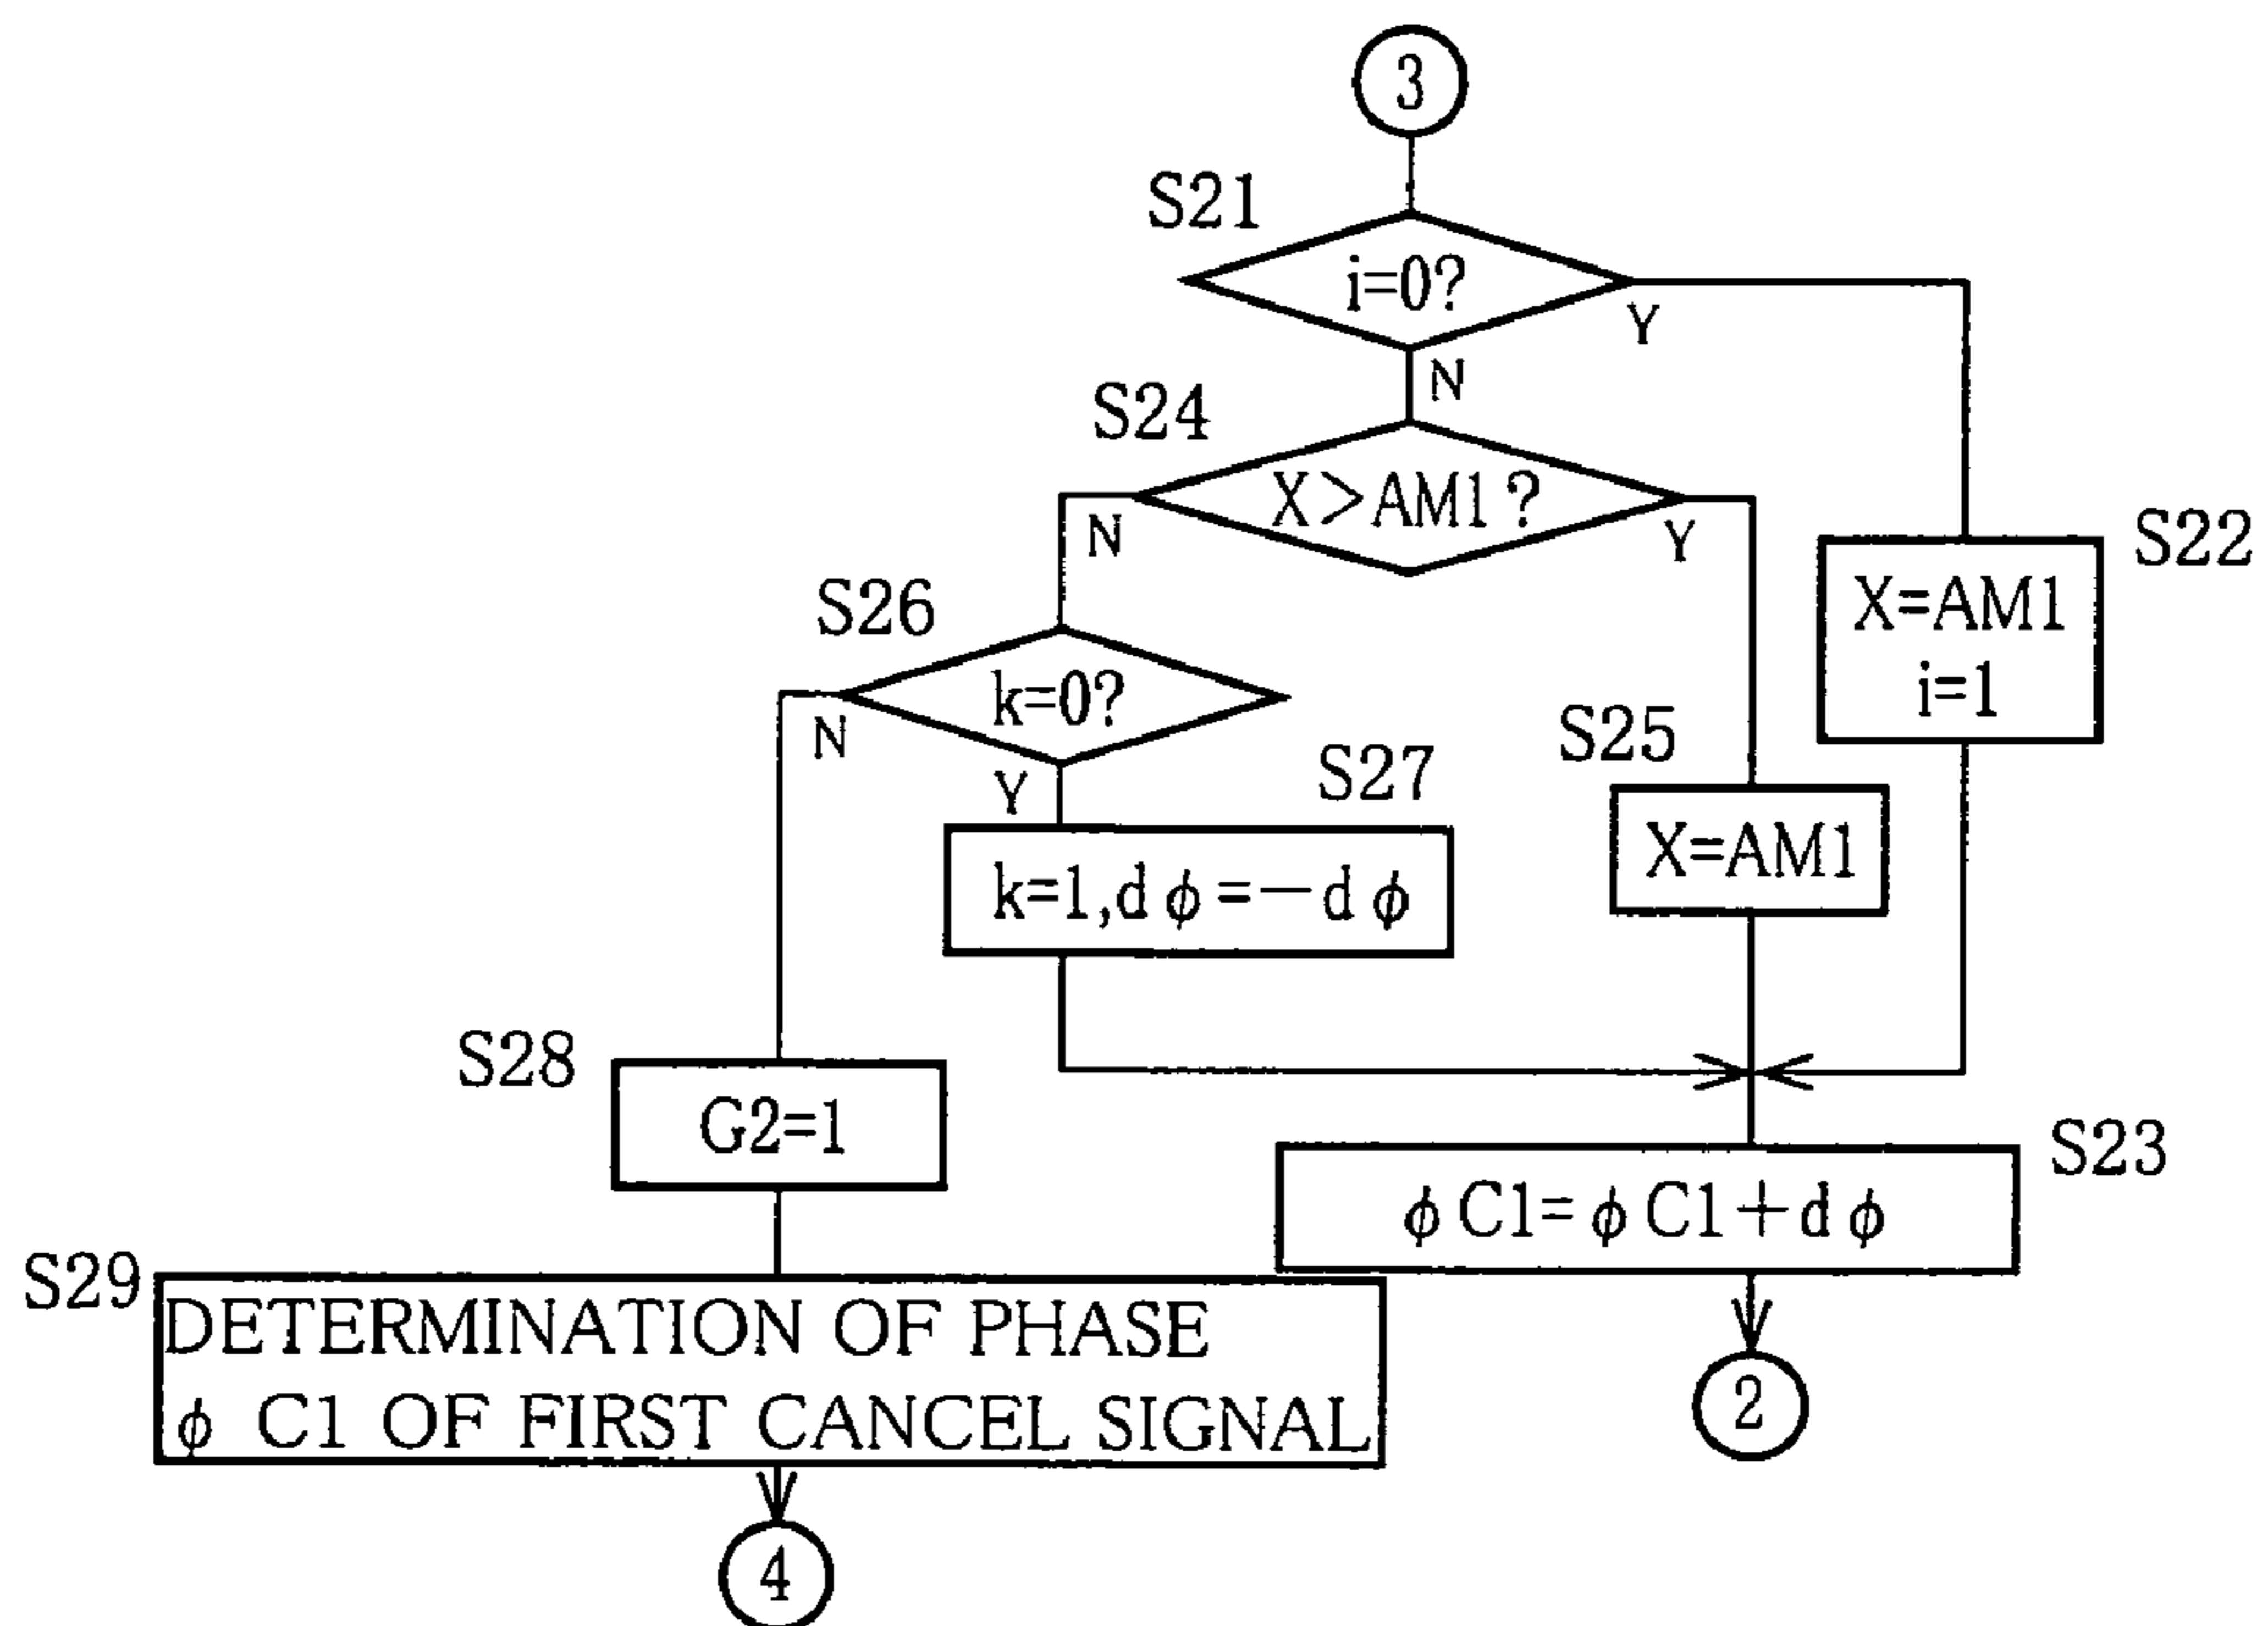 3
S21
i=0?
Y
N
S24
X>AM1?
N
Y
S22
X=AM1
i=1
S26
k=0?
N
Y
S25
X=AM1
S27
k=1,dφ=−dφ
S28
G2=1
S23
φC1=φC1+dφ
S29
DETERMINATION OF PHASE
φ C1 OF FIRST CANCEL SIGNAL
2
4